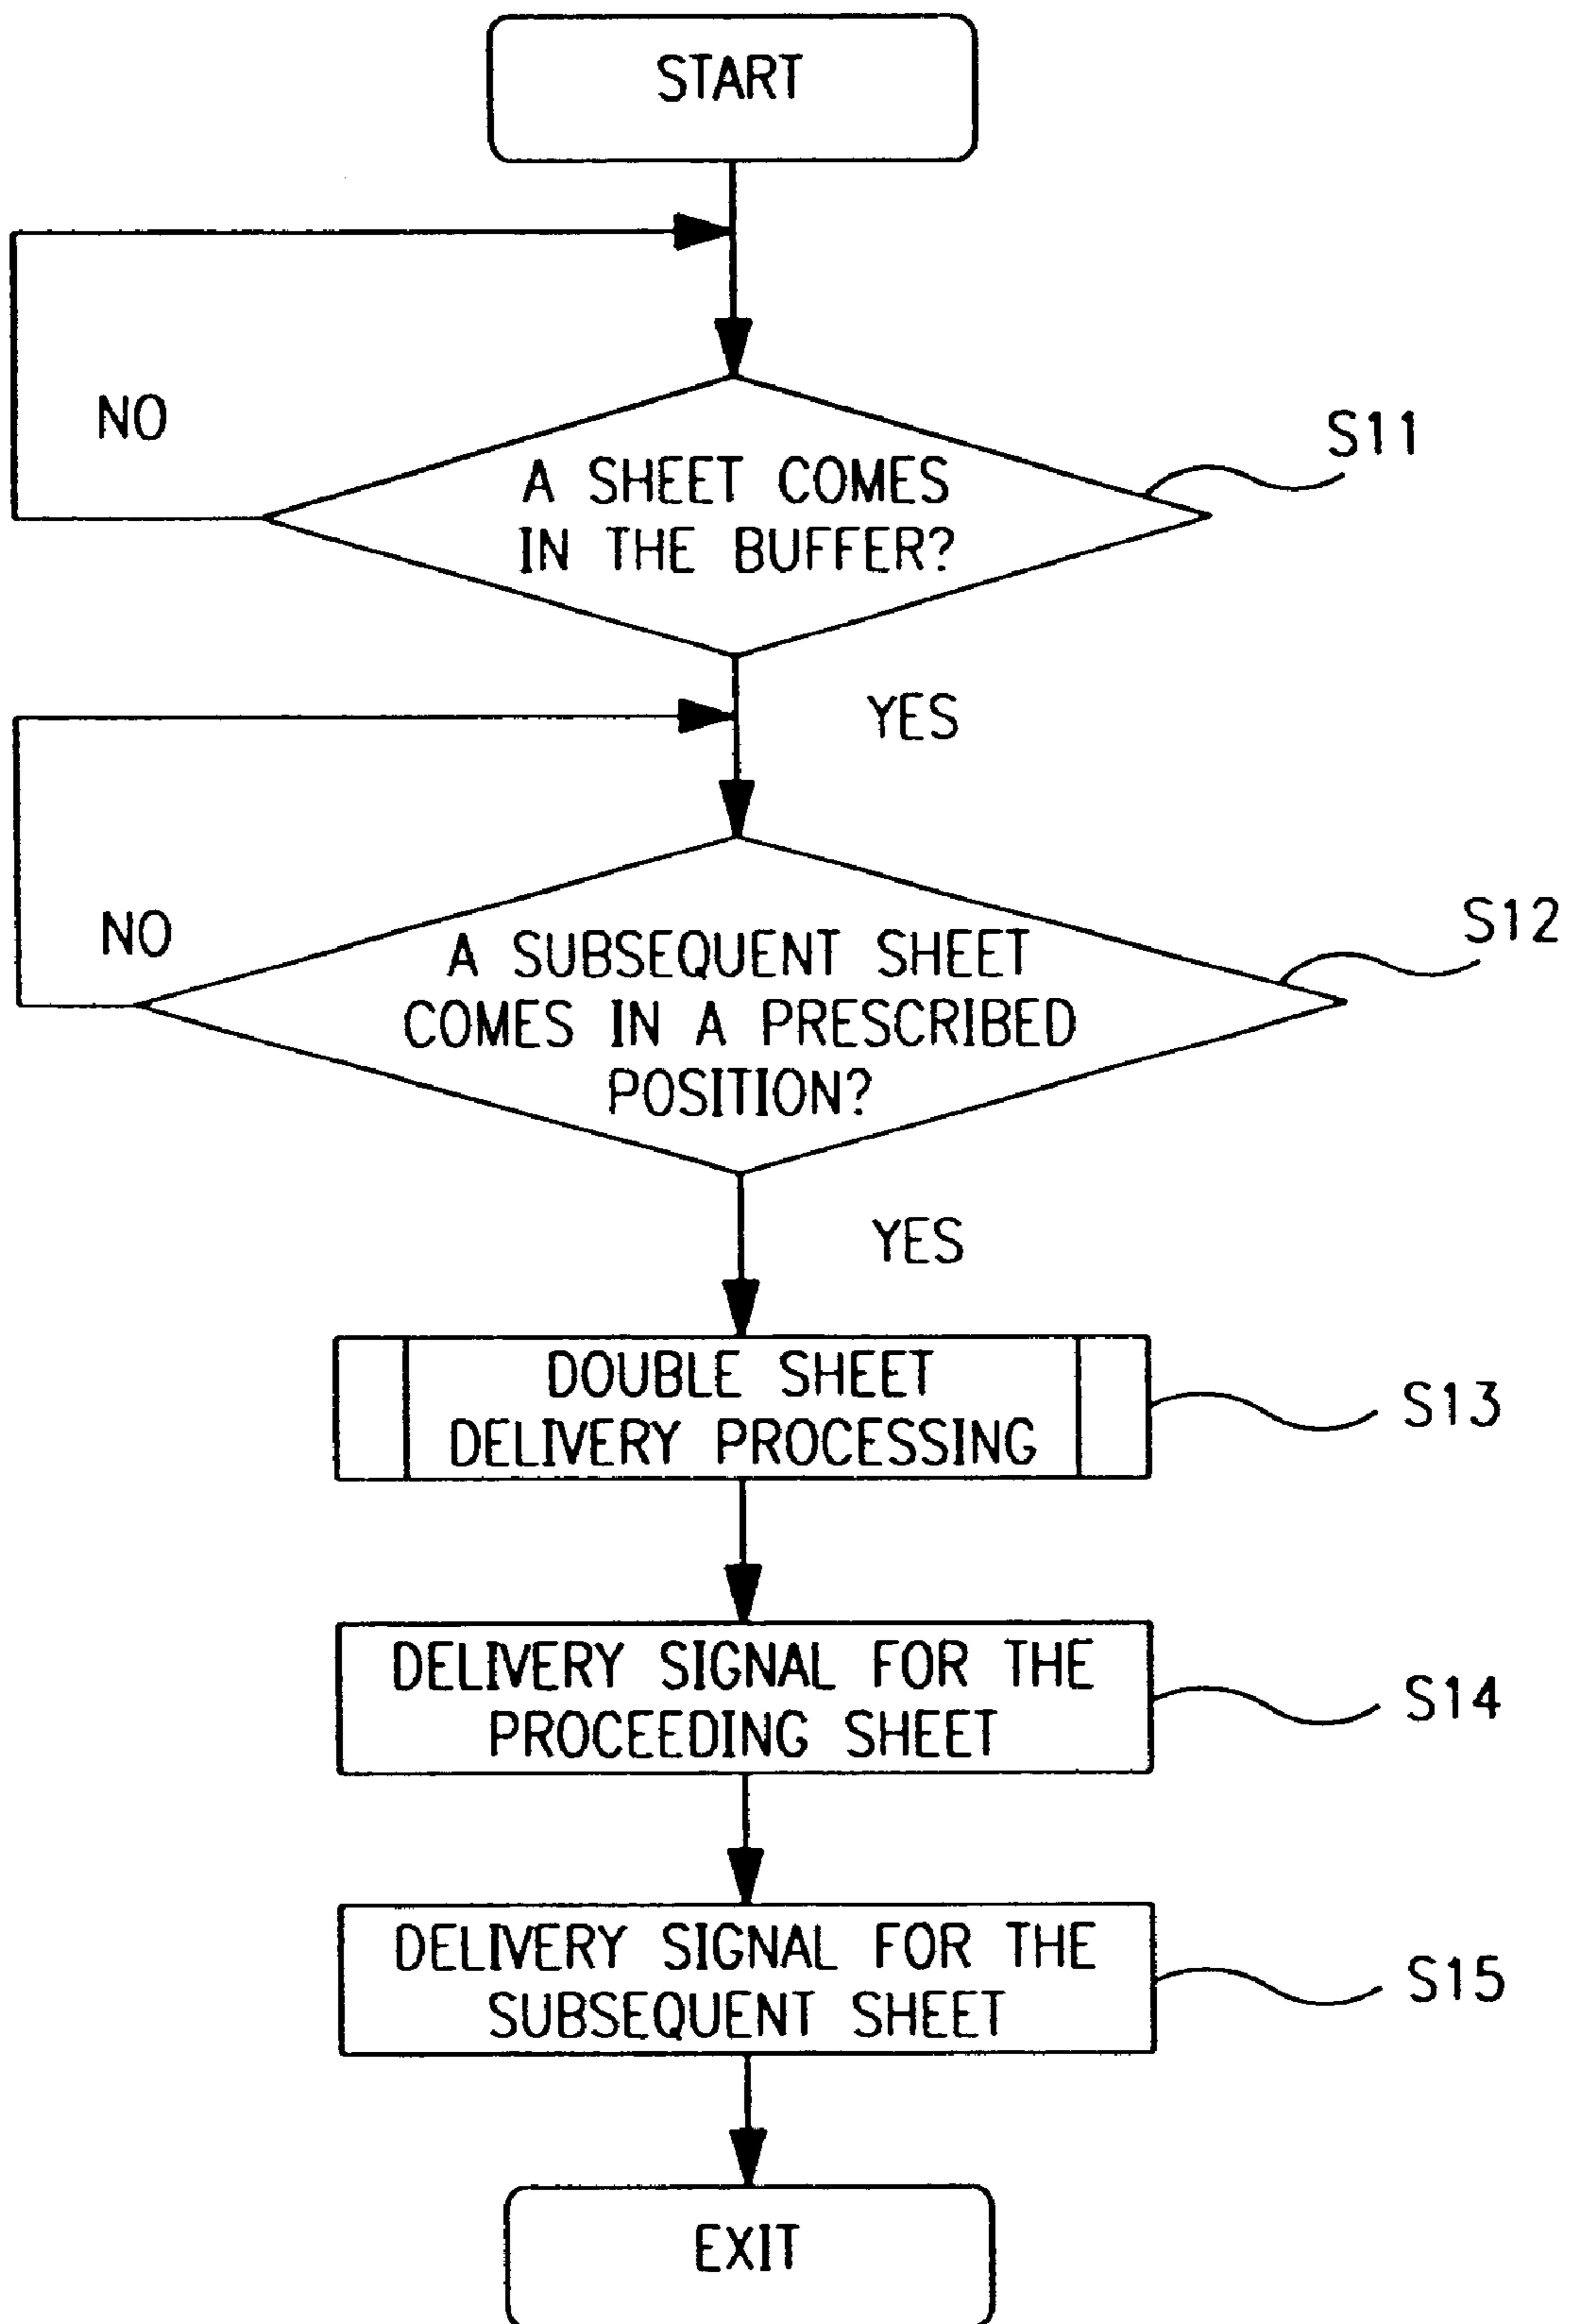 START
NO
S11
A SHEET COMES
IN THE BUFFER?
YES
NO
S12
A SUBSEQUENT SHEET
COMES IN A PRESCRIBED
POSITION?
YES
DOUBLE SHEET
DELIVERY PROCESSING
S13
DELIVERY SIGNAL FOR THE
PROCEEDING SHEET
S14
DELIVERY SIGNAL FOR THE
SUBSEQUENT SHEET
S15
EXIT